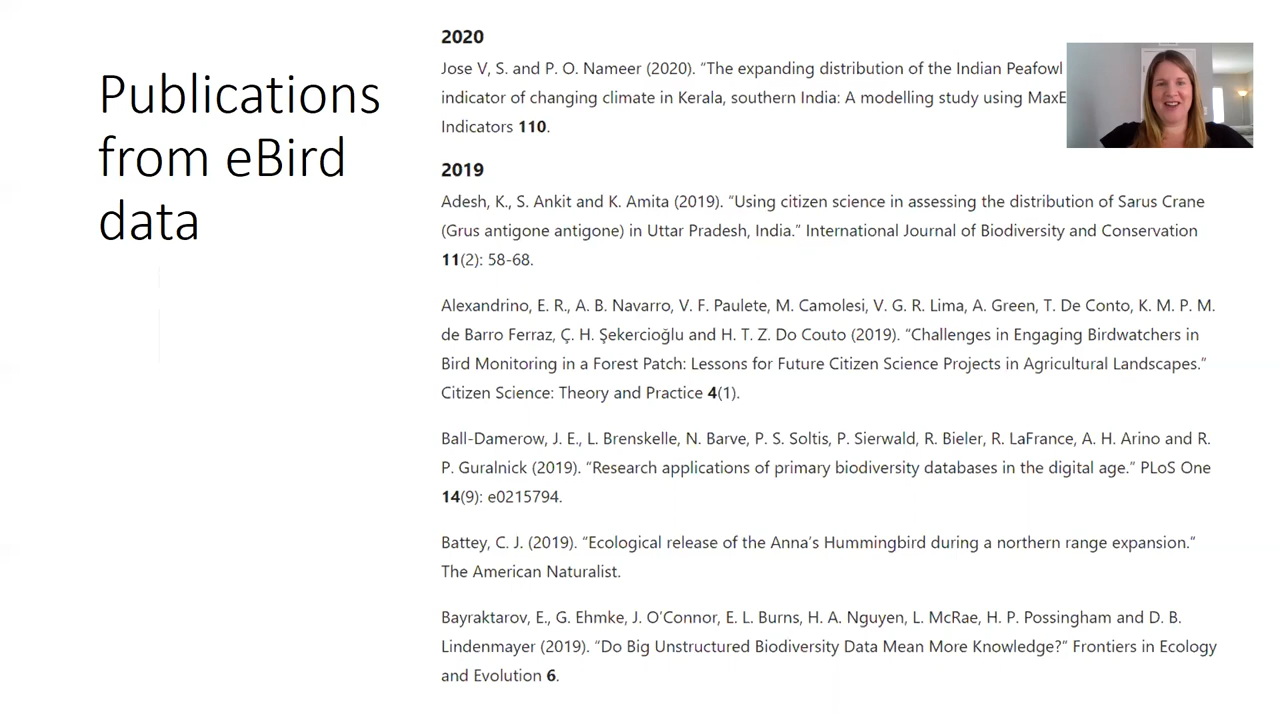 Publications
from eBird
data
2020
Jose V, S. and P. O. Nameer (2020). “The expanding distribution of the Indian Peafowl
indicator of changing climate in Kerala, southern India: A modelling study using MaxE
Indicators 110.
2019
Adesh, K., S. Ankit and K. Amita (2019). “Using citizen science in assessing the distribution of Sarus Crane
(Grus antigone antigone) in Uttar Pradesh, India.” International Journal of Biodiversity and Conservation
11(2): 58-68.
Alexandrino, E. R., A. B. Navarro, V. F. Paulete, M. Camolesi, V. G. R. Lima, A. Green, T. De Conto, K. M. P. M.
de Barro Ferraz, Ç. H. Şekercioğlu and H. T. Z. Do Couto (2019). “Challenges in Engaging Birdwatchers in
Bird Monitoring in a Forest Patch: Lessons for Future Citizen Science Projects in Agricultural Landscapes.”
Citizen Science: Theory and Practice 4(1).
Ball-Damerow, J. E., L. Brenskelle, N. Barve, P. S. Soltis, P. Sierwald, R. Bieler, R. LaFrance, A. H. Arino and R.
P. Guralnick (2019). “Research applications of primary biodiversity databases in the digital age.” PLoS One
14(9): e0215794.
Battey, C. J. (2019). “Ecological release of the Anna’s Hummingbird during a northern range expansion.”
The American Naturalist.
Bayraktarov, E., G. Ehmke, J. O’Connor, E. L. Burns, H. A. Nguyen, L. McRae, H. P. Possingham and D. B.
Lindenmayer (2019). “Do Big Unstructured Biodiversity Data Mean More Knowledge?” Frontiers in Ecology
and Evolution 6.